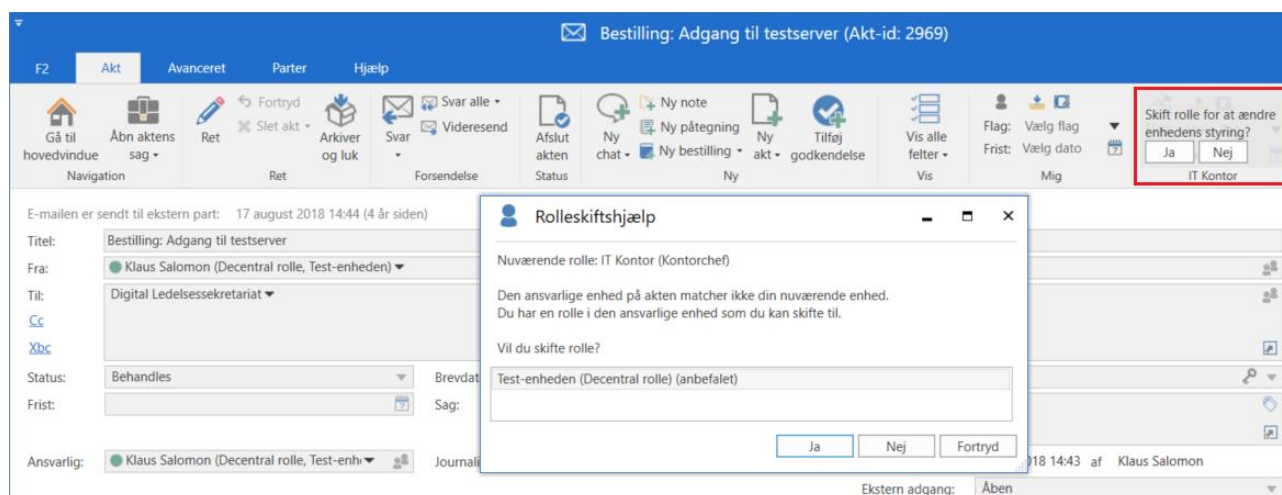 Bestilling: Adgang til testserver (Akt-id: 2969)
F2 Akt Avanceret Parter Hjælp
Gå til hovedvindue
Åbn aktens sag
Navigation
Ret
Fortryd
Slet akt
Arkiver og luk
Ret
Svar
Svar alle
Videresend
Forsendelse
Afslut akten
Status
Ny chat
Ny note
Ny påtegning
Ny bestilling
Ny akt
Tilføj godkendelse
Ny
Vis alle felter
Vis
Flag: Vælg flag
Frist: Vælg dato
Mig
Skift rolle for at ændre
enhedens styring?
Ja Nej
IT Kontor
E-mailen er sendt til ekstern part: 17 august 2018 14:44 (4 år siden)
Titel: Bestilling: Adgang til testserver
Fra: Klaus Salomon (Decentral rolle, Test-enheden)
Til: Digital Ledelsessekretariat
Cc
Xbc
Status: Behandles Brevdat
Frist: Sag:
Ansvarlig: Klaus Salomon (Decentral rolle, Test-enh Journali
Rolleskiftshjælp
Nuværende rolle: IT Kontor (Kontorchef)
Den ansvarlige enhed på akten matcher ikke din nuværende enhed.
Du har en rolle i den ansvarlige enhed som du kan skifte til.
Vil du skifte rolle?
Test-enheden (Decentral rolle) (anbefalet)
Ja Nej Fortryd
018 14:43 af Klaus Salomon
Ekstern adgang: Åben